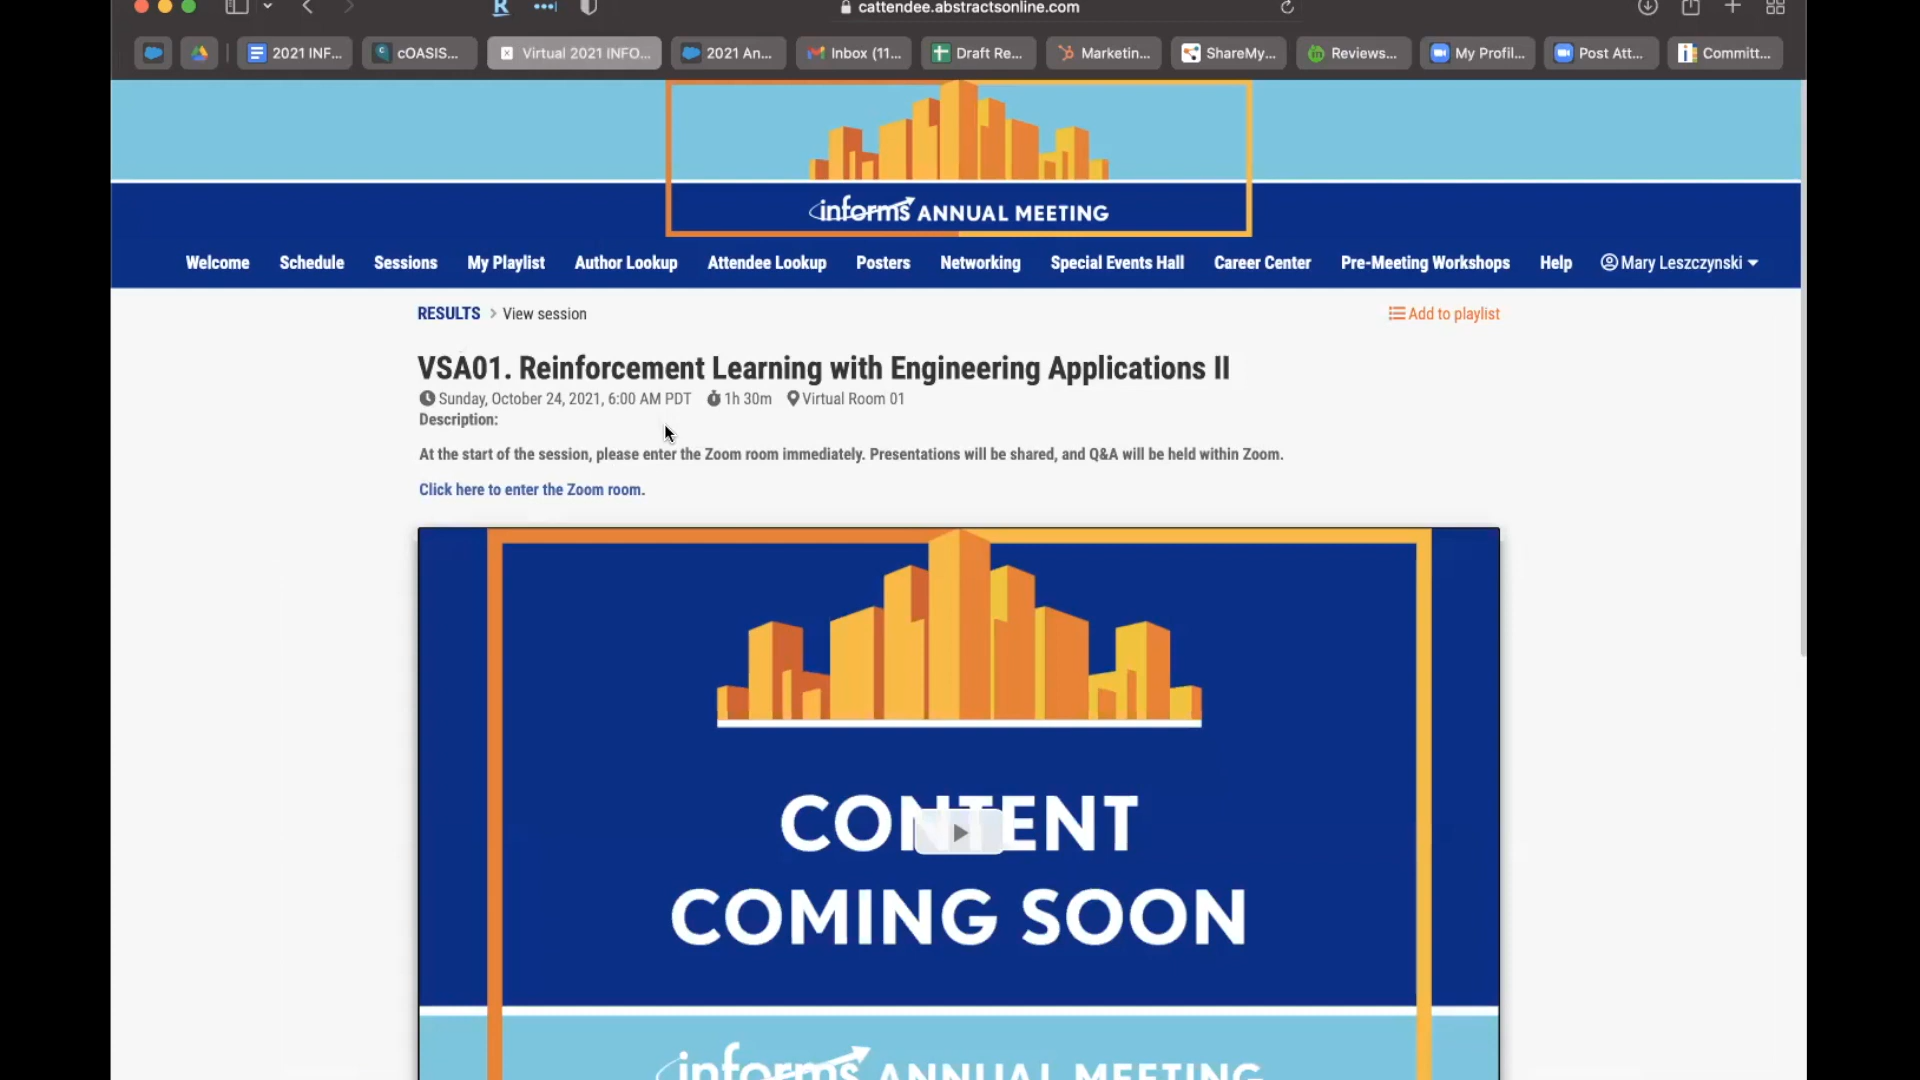 cattendee.abstractsonline.com
2021 INF... cOASIS... Virtual 2021 INFO... 2021 An... Inbox (11... Draft Re... Marketin... ShareMy... Reviews... My Profil... Post Att... Committ...
informs ANNUAL MEETING
Welcome Schedule Sessions My Playlist Author Lookup Attendee Lookup Posters Networking Special Events Hall Career Center Pre-Meeting Workshops Help Mary Leszczynski
RESULTS > View session Add to playlist
VSA01. Reinforcement Learning with Engineering Applications II
Sunday, October 24, 2021, 6:00 AM PDT 1h 30m Virtual Room 01
Description:
At the start of the session, please enter the Zoom room immediately. Presentations will be shared, and Q&A will be held within Zoom.
Click here to enter the Zoom room.
CONTENT
COMING SOON
informs ANNUAL MEETING